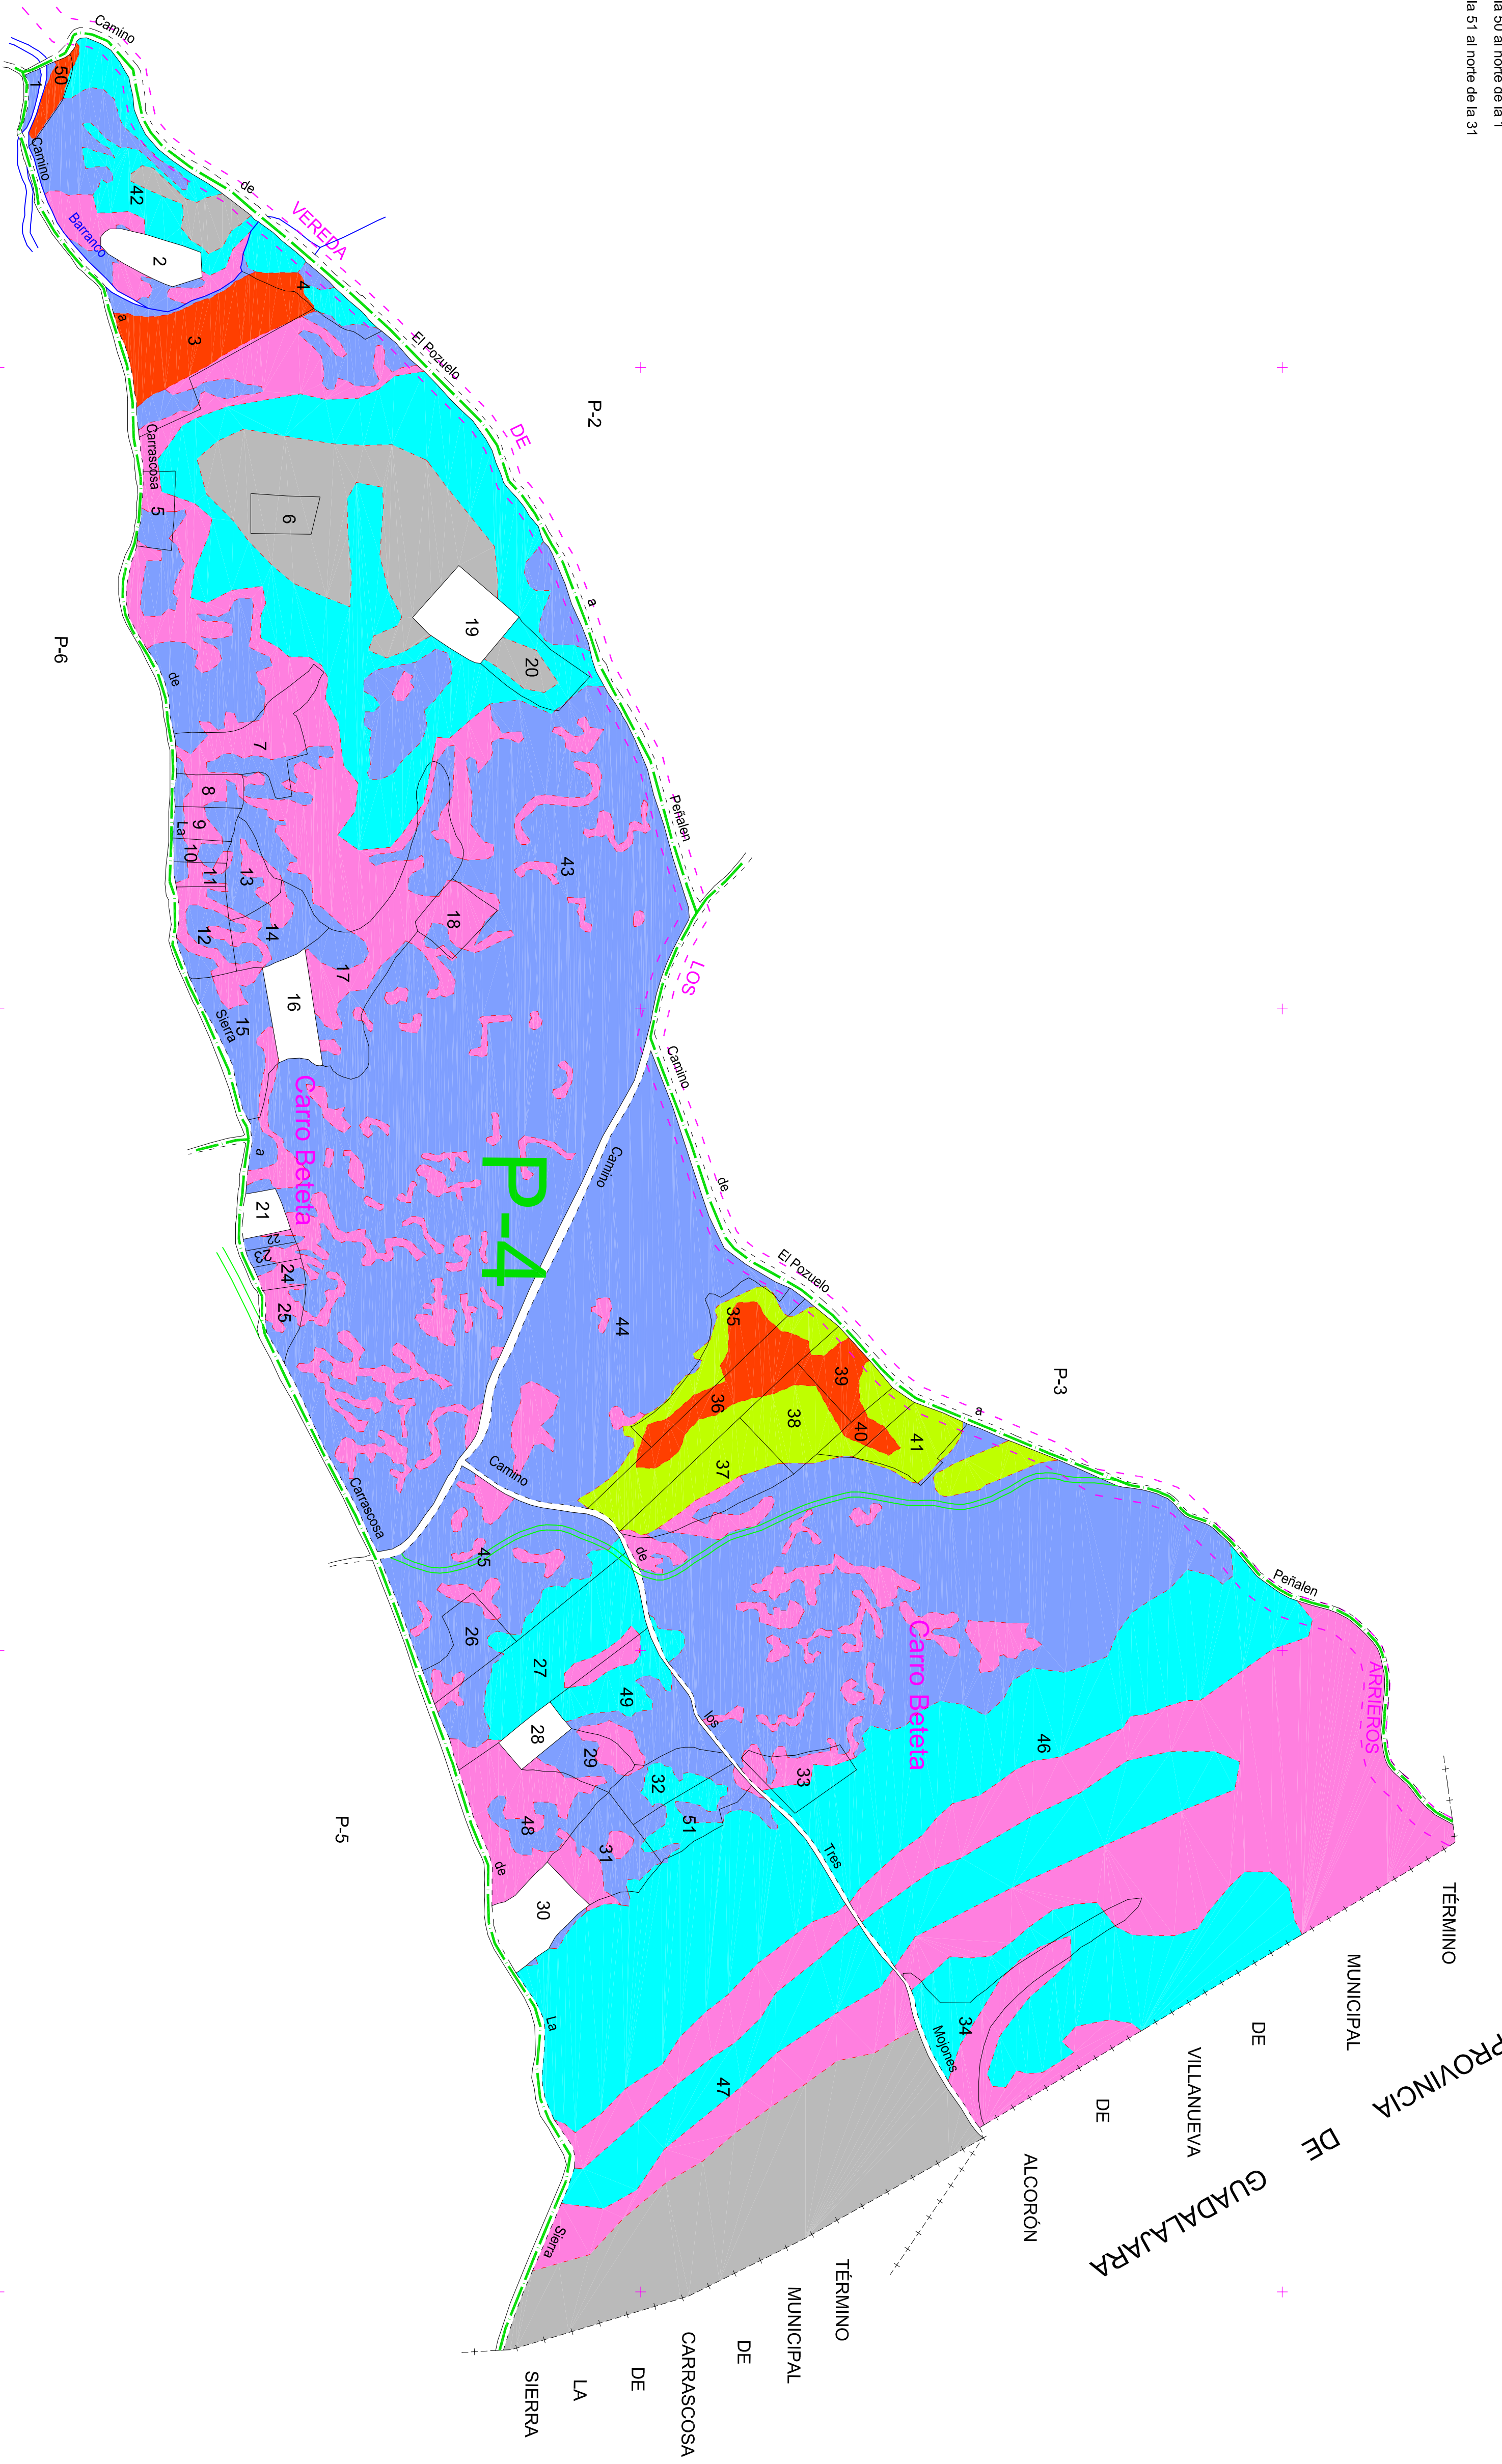 la 50 al norte de la 1
la 51 al norte de la 31
Camino
de
El Pozuelo
a
Peñalen
VEREDA
DE
LOS
ARRIEROS
Camino
de
El Pozuelo
a
Peñalen
P-2
P-3
P-4
P-5
P-6
Carro Beteta
Carro Beteta
Barranco
Camino
a
Carrascosa
de
La
Sierra
a
Carrascosa
de
La
Sierra
Camino
Camino
de
los
Tres
Mojones
1
2
3
4
5
6
7
8
9
10
11
12
13
14
15
16
17
18
19
20
21
22
23
24
25
26
27
28
29
30
31
32
33
34
35
36
37
38
39
40
41
42
43
44
45
46
47
48
49
50
51
TÉRMINO
MUNICIPAL
DE
VILLANUEVA
DE
ALCORÓN
PROVINCIA DE GUADALAJARA
TÉRMINO
MUNICIPAL
DE
CARRASCOSA
DE
LA
SIERRA